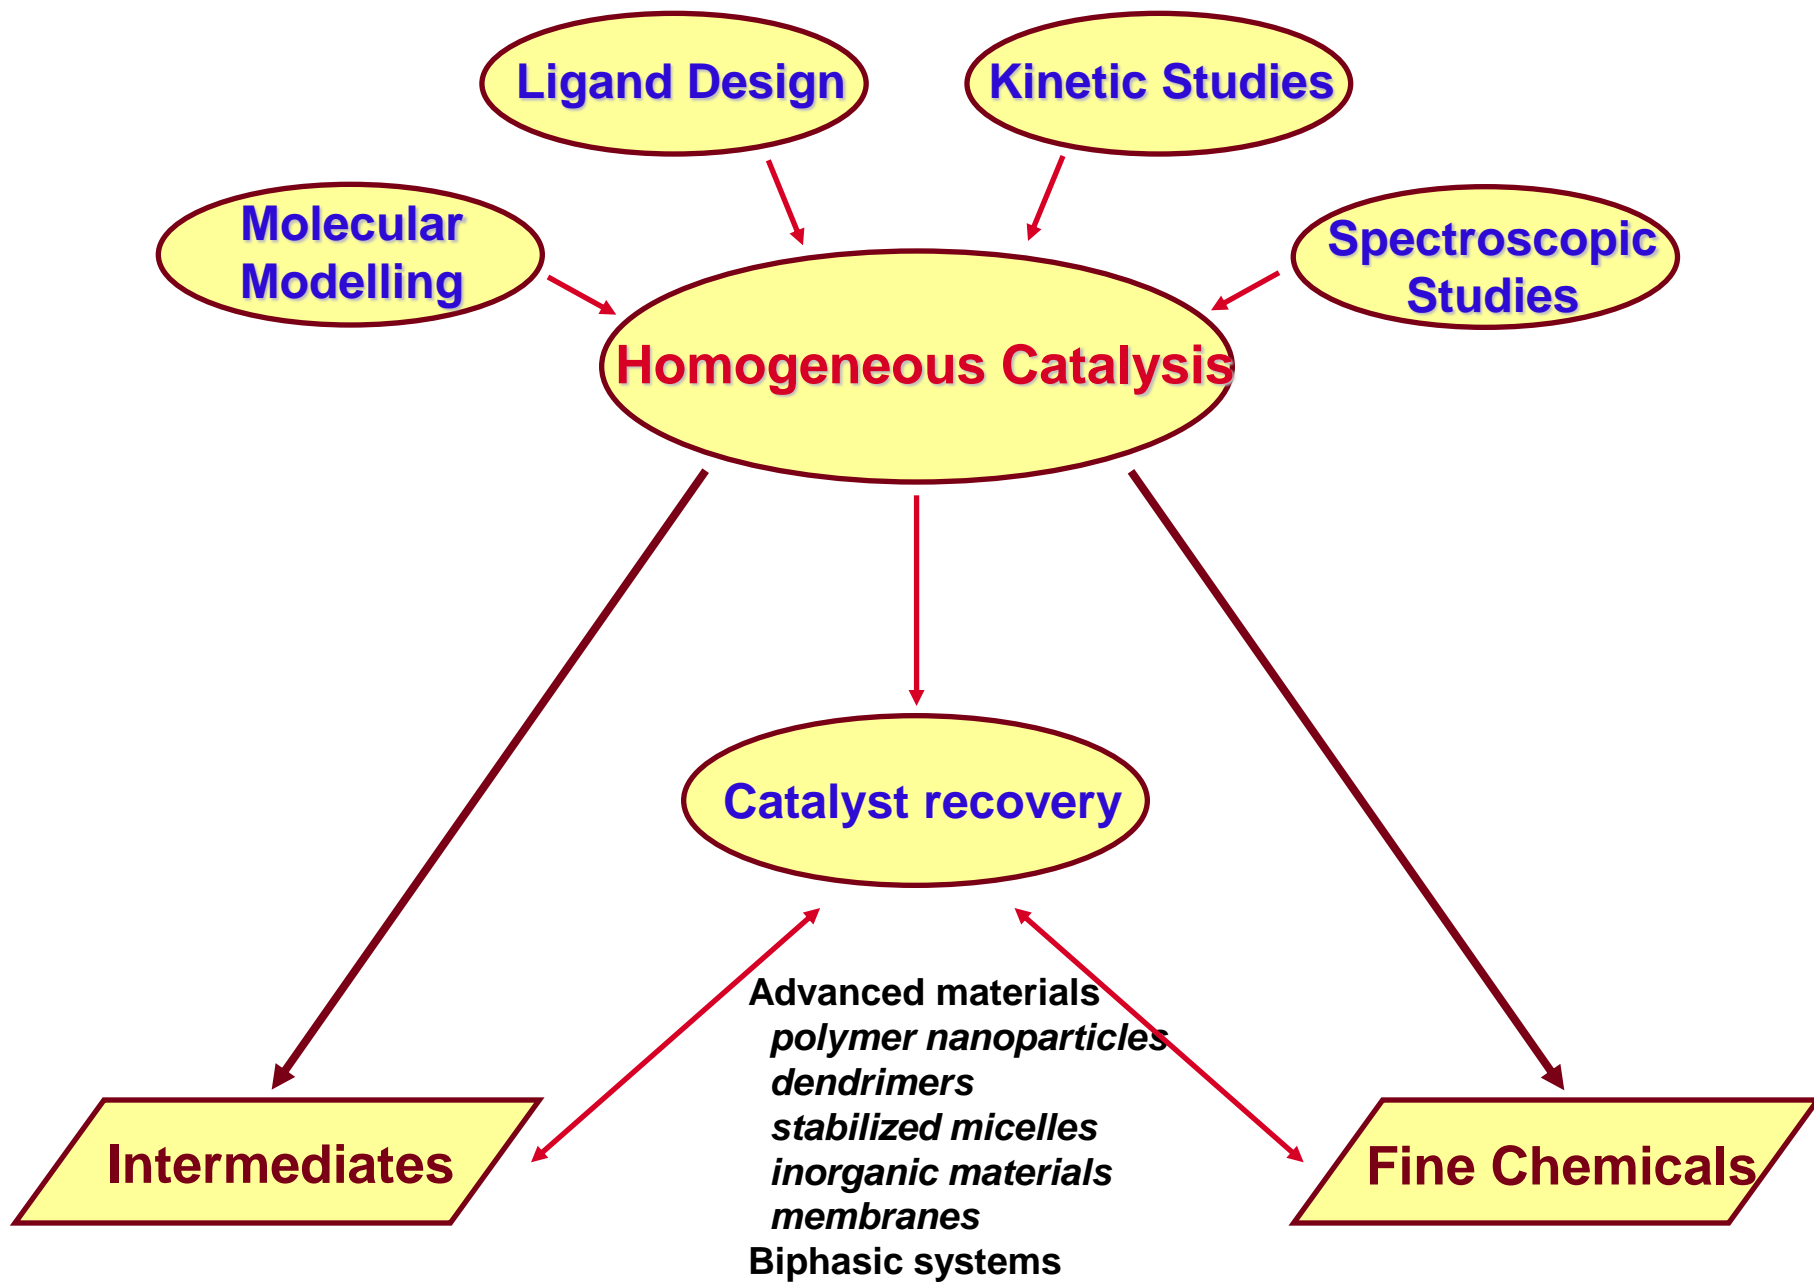 Ligand Design
Kinetic Studies
Molecular
Modelling
Spectroscopic
Studies
Homogeneous Catalysis
Catalyst recovery
Advanced materials
polymer nanoparticles
dendrimers
stabilized micelles
inorganic materials
membranes
Biphasic systems
Intermediates
Fine Chemicals